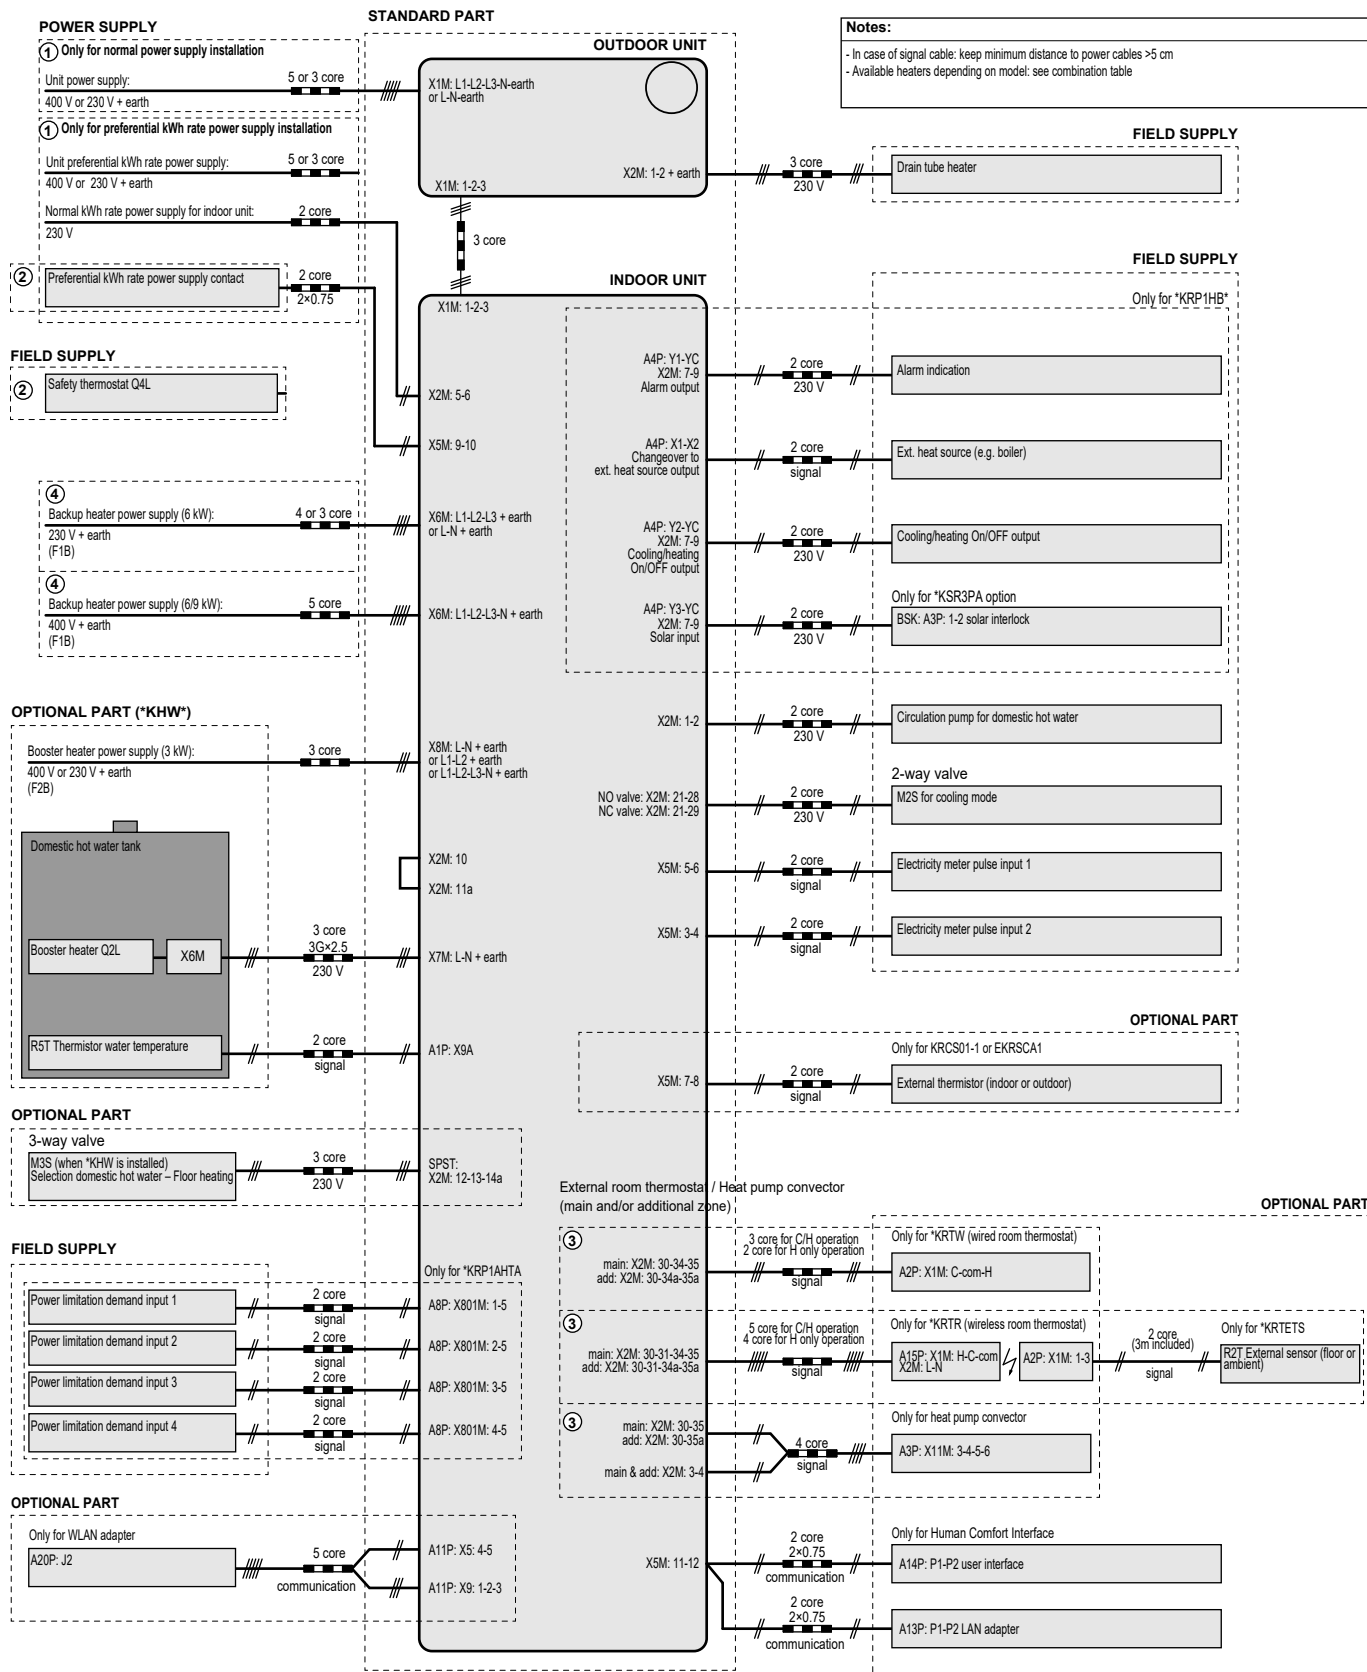 POWER SUPPLY
① Only for normal power supply installation
Unit power supply:
400 V or 230 V + earth
5 or 3 core
① Only for preferential kWh rate power supply installation
Unit preferential kWh rate power supply:
400 V or 230 V + earth
5 or 3 core
Normal kWh rate power supply for indoor unit:
230 V
2 core
②
Preferential kWh rate power supply contact
2 core
2×0.75
FIELD SUPPLY
②
Safety thermostat Q4L
④
Backup heater power supply (6 kW):
230 V + earth
(F1B)
4 or 3 core
④
Backup heater power supply (6/9 kW):
400 V + earth
(F1B)
5 core
OPTIONAL PART (*KHW*)
Booster heater power supply (3 kW):
400 V or 230 V + earth
(F2B)
3 core
Domestic hot water tank
Booster heater Q2L
X6M
3 core
3G×2.5
230 V
R5T Thermistor water temperature
2 core
signal
OPTIONAL PART
3-way valve
M3S (when *KHW is installed)
Selection domestic hot water – Floor heating
3 core
230 V
FIELD SUPPLY
Power limitation demand input 1
2 core
signal
Power limitation demand input 2
2 core
signal
Power limitation demand input 3
2 core
signal
Power limitation demand input 4
2 core
signal
OPTIONAL PART
Only for WLAN adapter
A20P: J2
5 core
communication
STANDARD PART
OUTDOOR UNIT
X1M: L1-L2-L3-N-earth
or L-N-earth
X2M: 1-2 + earth
X1M: 1-2-3
3 core
INDOOR UNIT
X1M: 1-2-3
X2M: 5-6
X5M: 9-10
X6M: L1-L2-L3 + earth
or L-N + earth
X6M: L1-L2-L3-N + earth
X8M: L-N + earth
or L1-L2 + earth
or L1-L2-L3-N + earth
X2M: 10
X2M: 11a
X7M: L-N + earth
A1P: X9A
SPST:
X2M: 12-13-14a
Only for *KRP1AHTA
A8P: X801M: 1-5
A8P: X801M: 2-5
A8P: X801M: 3-5
A8P: X801M: 4-5
A11P: X5: 4-5
A11P: X9: 1-2-3
Notes:
- In case of signal cable: keep minimum distance to power cables >5 cm
- Available heaters depending on model: see combination table
FIELD SUPPLY
3 core
230 V
Drain tube heater
FIELD SUPPLY
Only for *KRP1HB*
A4P: Y1-YC
X2M: 7-9
Alarm output
2 core
230 V
Alarm indication
A4P: X1-X2
Changeover to
ext. heat source output
2 core
signal
Ext. heat source (e.g. boiler)
A4P: Y2-YC
X2M: 7-9
Cooling/heating
On/OFF output
2 core
230 V
Cooling/heating On/OFF output
A4P: Y3-YC
X2M: 7-9
Solar input
2 core
230 V
Only for *KSR3PA option
BSK: A3P: 1-2 solar interlock
X2M: 1-2
2 core
230 V
Circulation pump for domestic hot water
NO valve: X2M: 21-28
NC valve: X2M: 21-29
2 core
230 V
2-way valve
M2S for cooling mode
X5M: 5-6
2 core
signal
Electricity meter pulse input 1
X5M: 3-4
2 core
signal
Electricity meter pulse input 2
OPTIONAL PART
Only for KRCS01-1 or EKRSCA1
X5M: 7-8
2 core
signal
External thermistor (indoor or outdoor)
External room thermostat / Heat pump convector
(main and/or additional zone)
OPTIONAL PART
③
main: X2M: 30-34-35
add: X2M: 30-34a-35a
3 core for C/H operation
2 core for H only operation
signal
Only for *KRTW (wired room thermostat)
A2P: X1M: C-com-H
③
main: X2M: 30-31-34-35
add: X2M: 30-31-34a-35a
5 core for C/H operation
4 core for H only operation
signal
Only for *KRTR (wireless room thermostat)
A15P: X1M: H-C-com
X2M: L-N
A2P: X1M: 1-3
2 core
(3m included)
signal
Only for *KRTETS
R2T External sensor (floor or
ambient)
③
main: X2M: 30-35
add: X2M: 30-35a
main & add: X2M: 3-4
4 core
signal
Only for heat pump convector
A3P: X11M: 3-4-5-6
X5M: 11-12
2 core
2×0.75
communication
Only for Human Comfort Interface
A14P: P1-P2 user interface
2 core
2×0.75
communication
A13P: P1-P2 LAN adapter